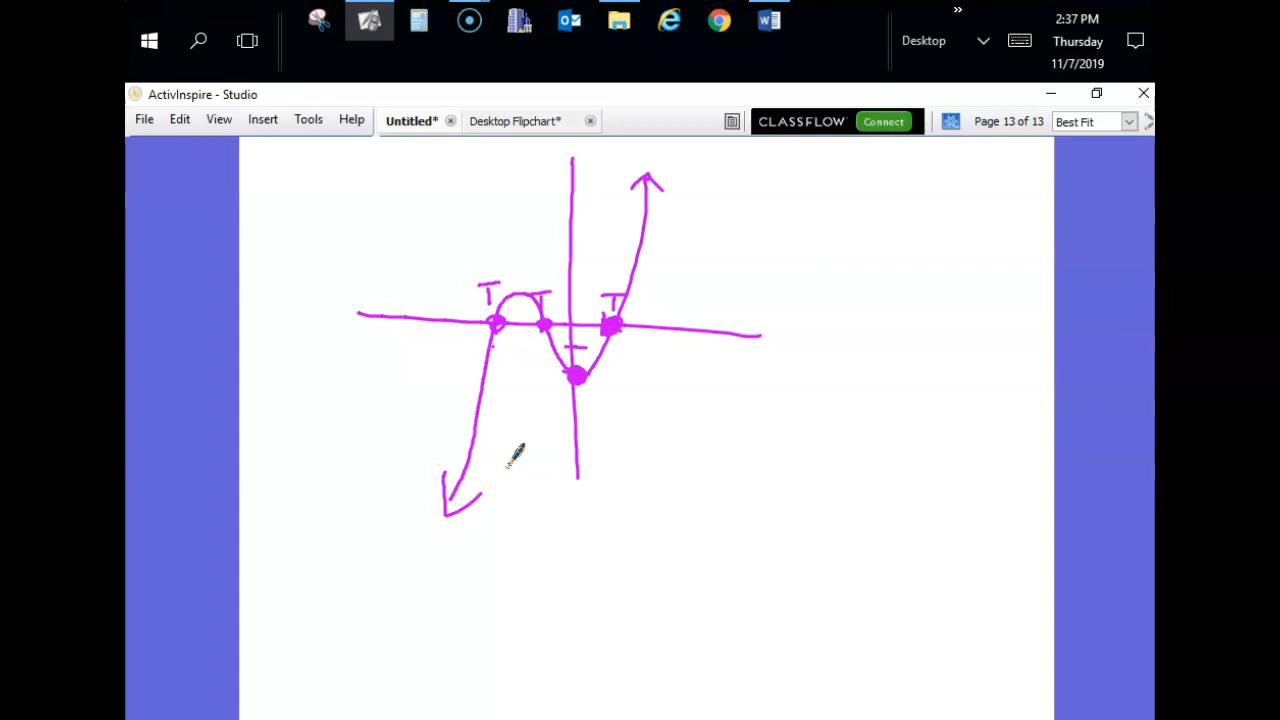 2:37 PM
Desktop
Thursday
11/7/2019
ActivInspire - Studio
File Edit View Insert Tools Help Untitled* Desktop Flipchart* CLASSFLOW Connect Page 13 of 13 Best Fit
T T T